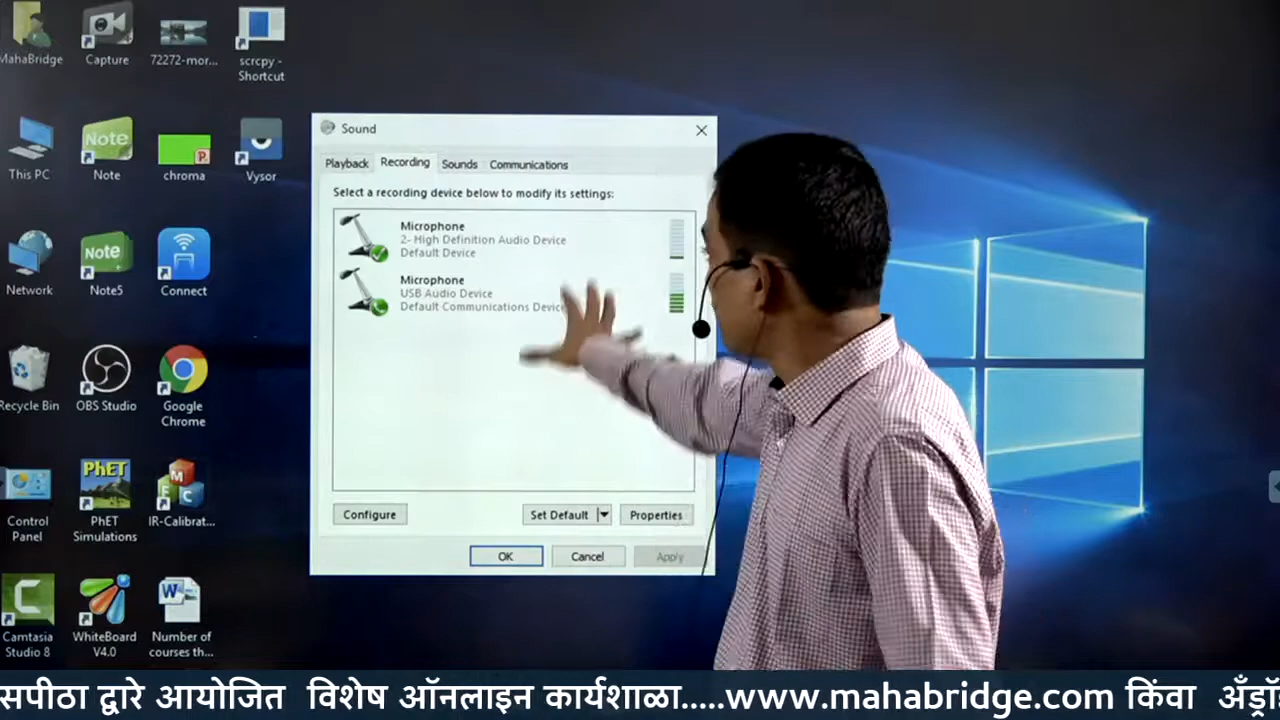 MahaBridge
Capture
72272-mor...
scrcpy -
Shortcut
This PC
Note
Note
chroma
Vysor
Network
Note
Note5
Connect
Recycle Bin
OBS Studio
Google
Chrome
Control
Panel
PhET
PhET
Simulations
IR-Calibrat...
Camtasia
Studio 8
WhiteBoard
V4.0
Number of
courses th...
Sound
Playback Recording Sounds Communications
Select a recording device below to modify its settings:
Microphone
2- High Definition Audio Device
Default Device
Microphone
USB Audio Device
Default Communications Device
Configure
Set Default
Properties
OK
Cancel
Apply
सपीठा द्वारे आयोजित विशेष ऑनलाइन कार्यशाळा.....www.mahabridge.com किंवा अँड्रॉ